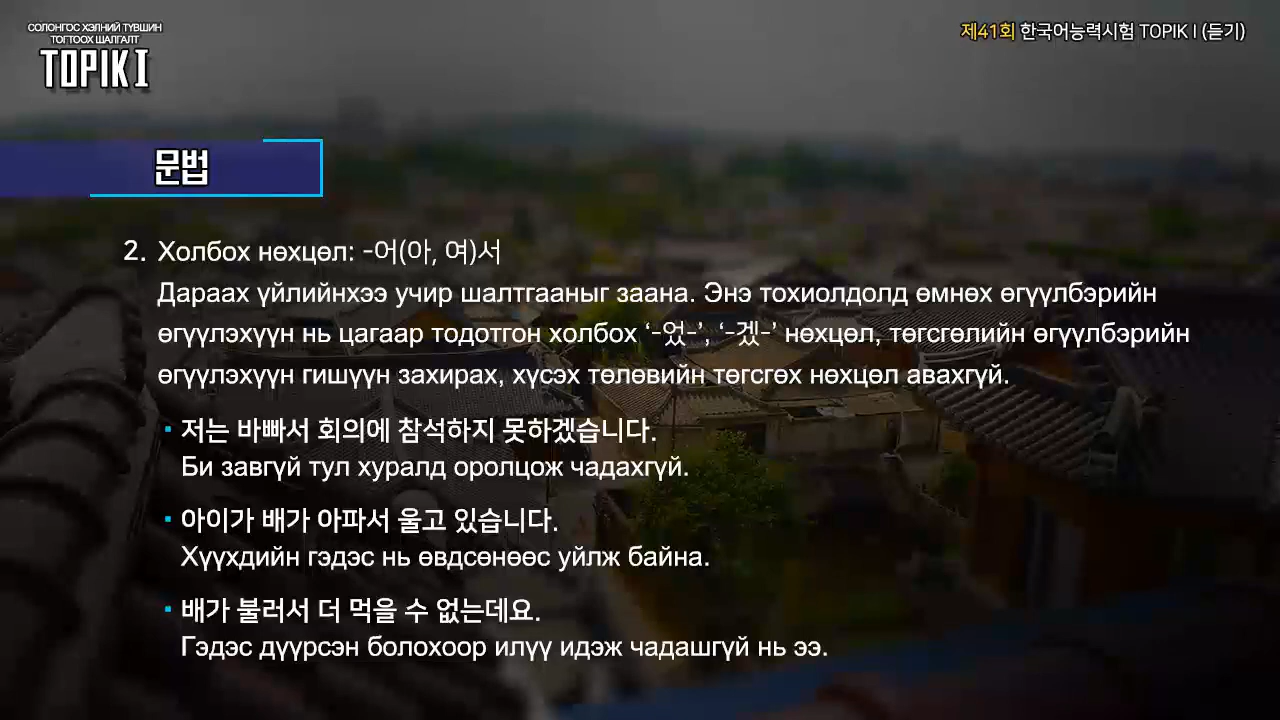 СОЛОНГОС ХЭЛНИЙ ТҮВШИН
ТОГТООХ ШАЛГАЛТ
TOPIK I
제41회 한국어능력시험 TOPIK I (듣기)
문법
2. Холбох нөхцөл: -어(아, 여)서
Дараах үйлийнхээ учир шалтгааныг заана. Энэ тохиолдолд өмнөх өгүүлбэрийн
өгүүлэхүүн нь цагаар тодотгон холбох ‘-었-’, ‘-겠-’ нөхцөл, төгсгөлийн өгүүлбэрийн
өгүүлэхүүн гишүүн захирах, хүсэх төлөвийн төгсгөх нөхцөл авахгүй.
· 저는 바빠서 회의에 참석하지 못하겠습니다.
Би завгүй тул хуралд оролцож чадахгүй.
· 아이가 배가 아파서 울고 있습니다.
Хүүхдийн гэдэс нь өвдсөнөөс уйлж байна.
· 배가 불러서 더 먹을 수 없는데요.
Гэдэс дүүрсэн болохоор илүү идэж чадашгүй нь ээ.